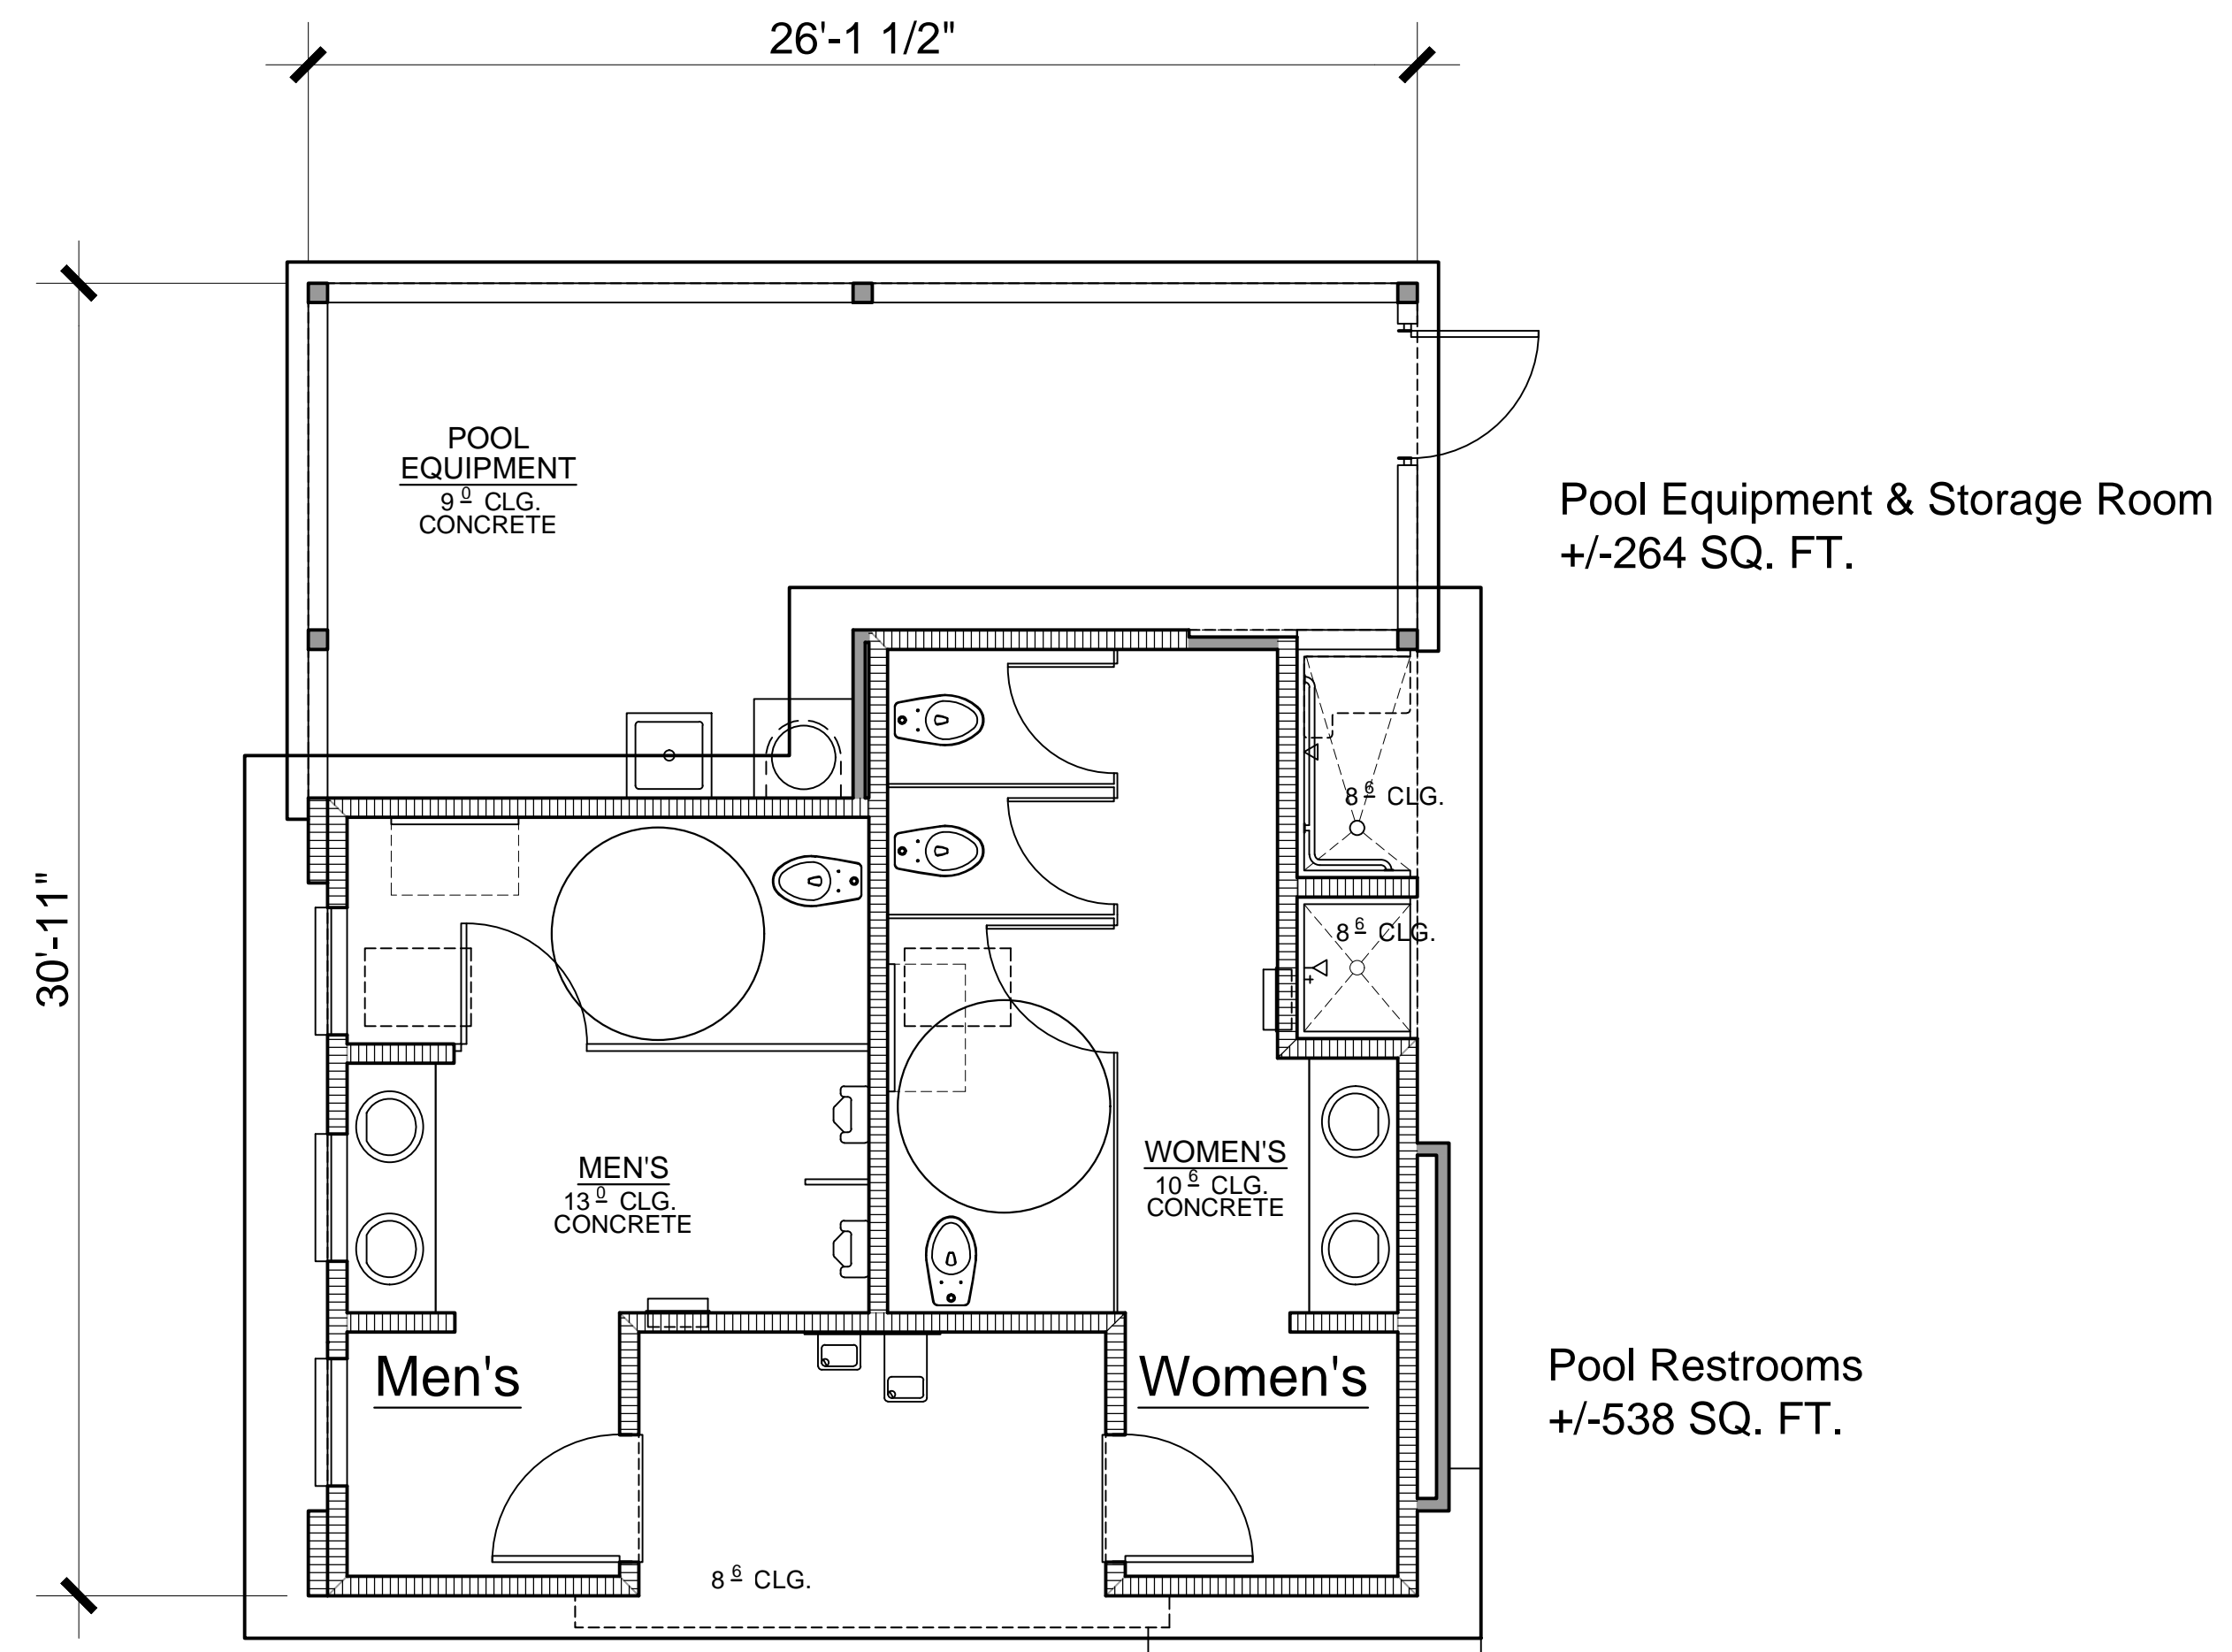 26'-1 1/2"
30'-11"
POOL
EQUIPMENT
9 0 CLG.
CONCRETE
Pool Equipment & Storage Room
+/-264 SQ. FT.
8 6 CLG.
8 6 CLG.
MEN'S
13 0 CLG.
CONCRETE
WOMEN'S
10 6 CLG.
CONCRETE
Men's
Women's
Pool Restrooms
+/-538 SQ. FT.
8 6 CLG.